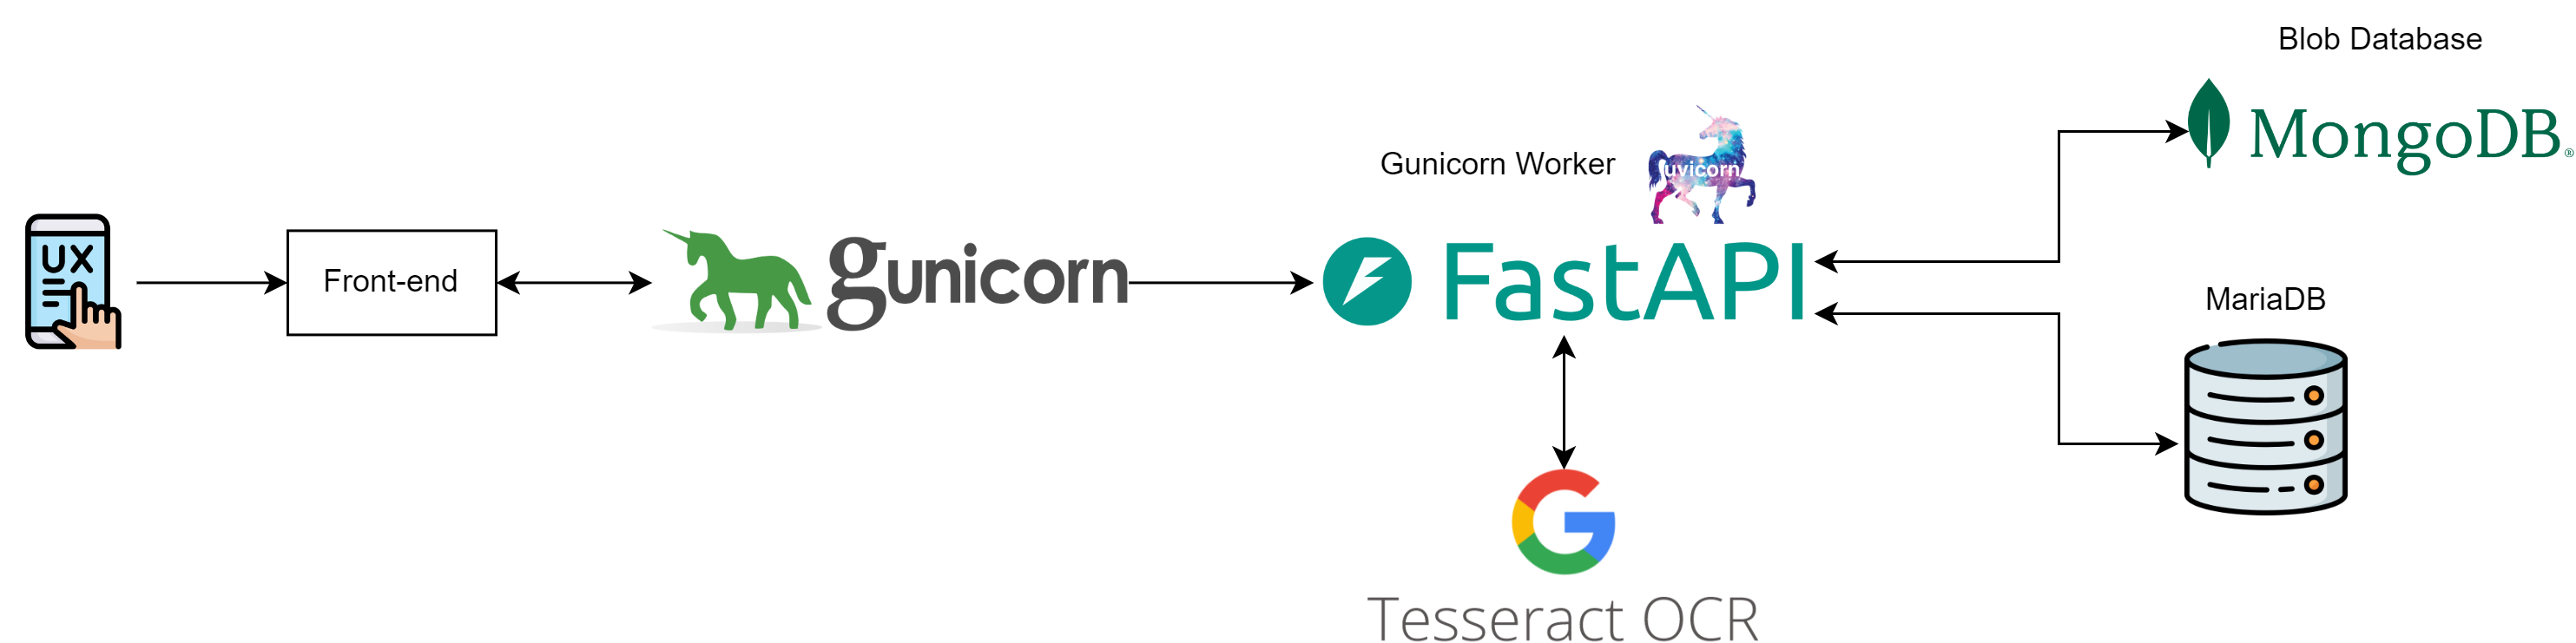 Blob Database
MongoDB®
Gunicorn Worker
uvicorn
UX
Front-end
gunicorn
FastAPI
MariaDB
Tesseract OCR